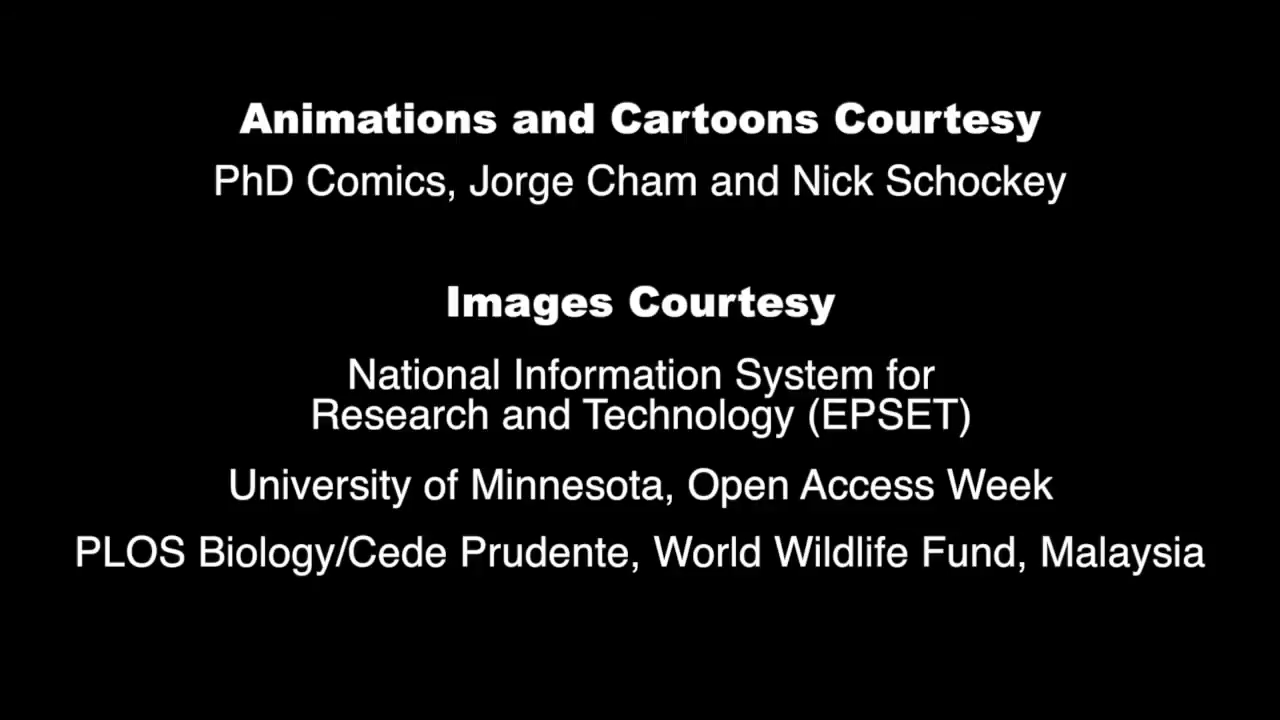 Animations and Cartoons Courtesy
PhD Comics, Jorge Cham and Nick Schockey
Images Courtesy
National Information System for
Research and Technology (EPSET)
University of Minnesota, Open Access Week
PLOS Biology/Cede Prudente, World Wildlife Fund, Malaysia